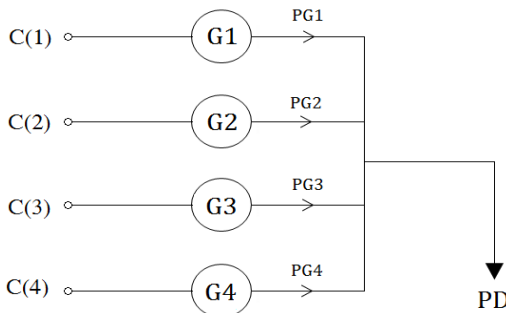 C(1) G1 PG1
C(2) G2 PG2
C(3) G3 PG3
C(4) G4 PG4
PD